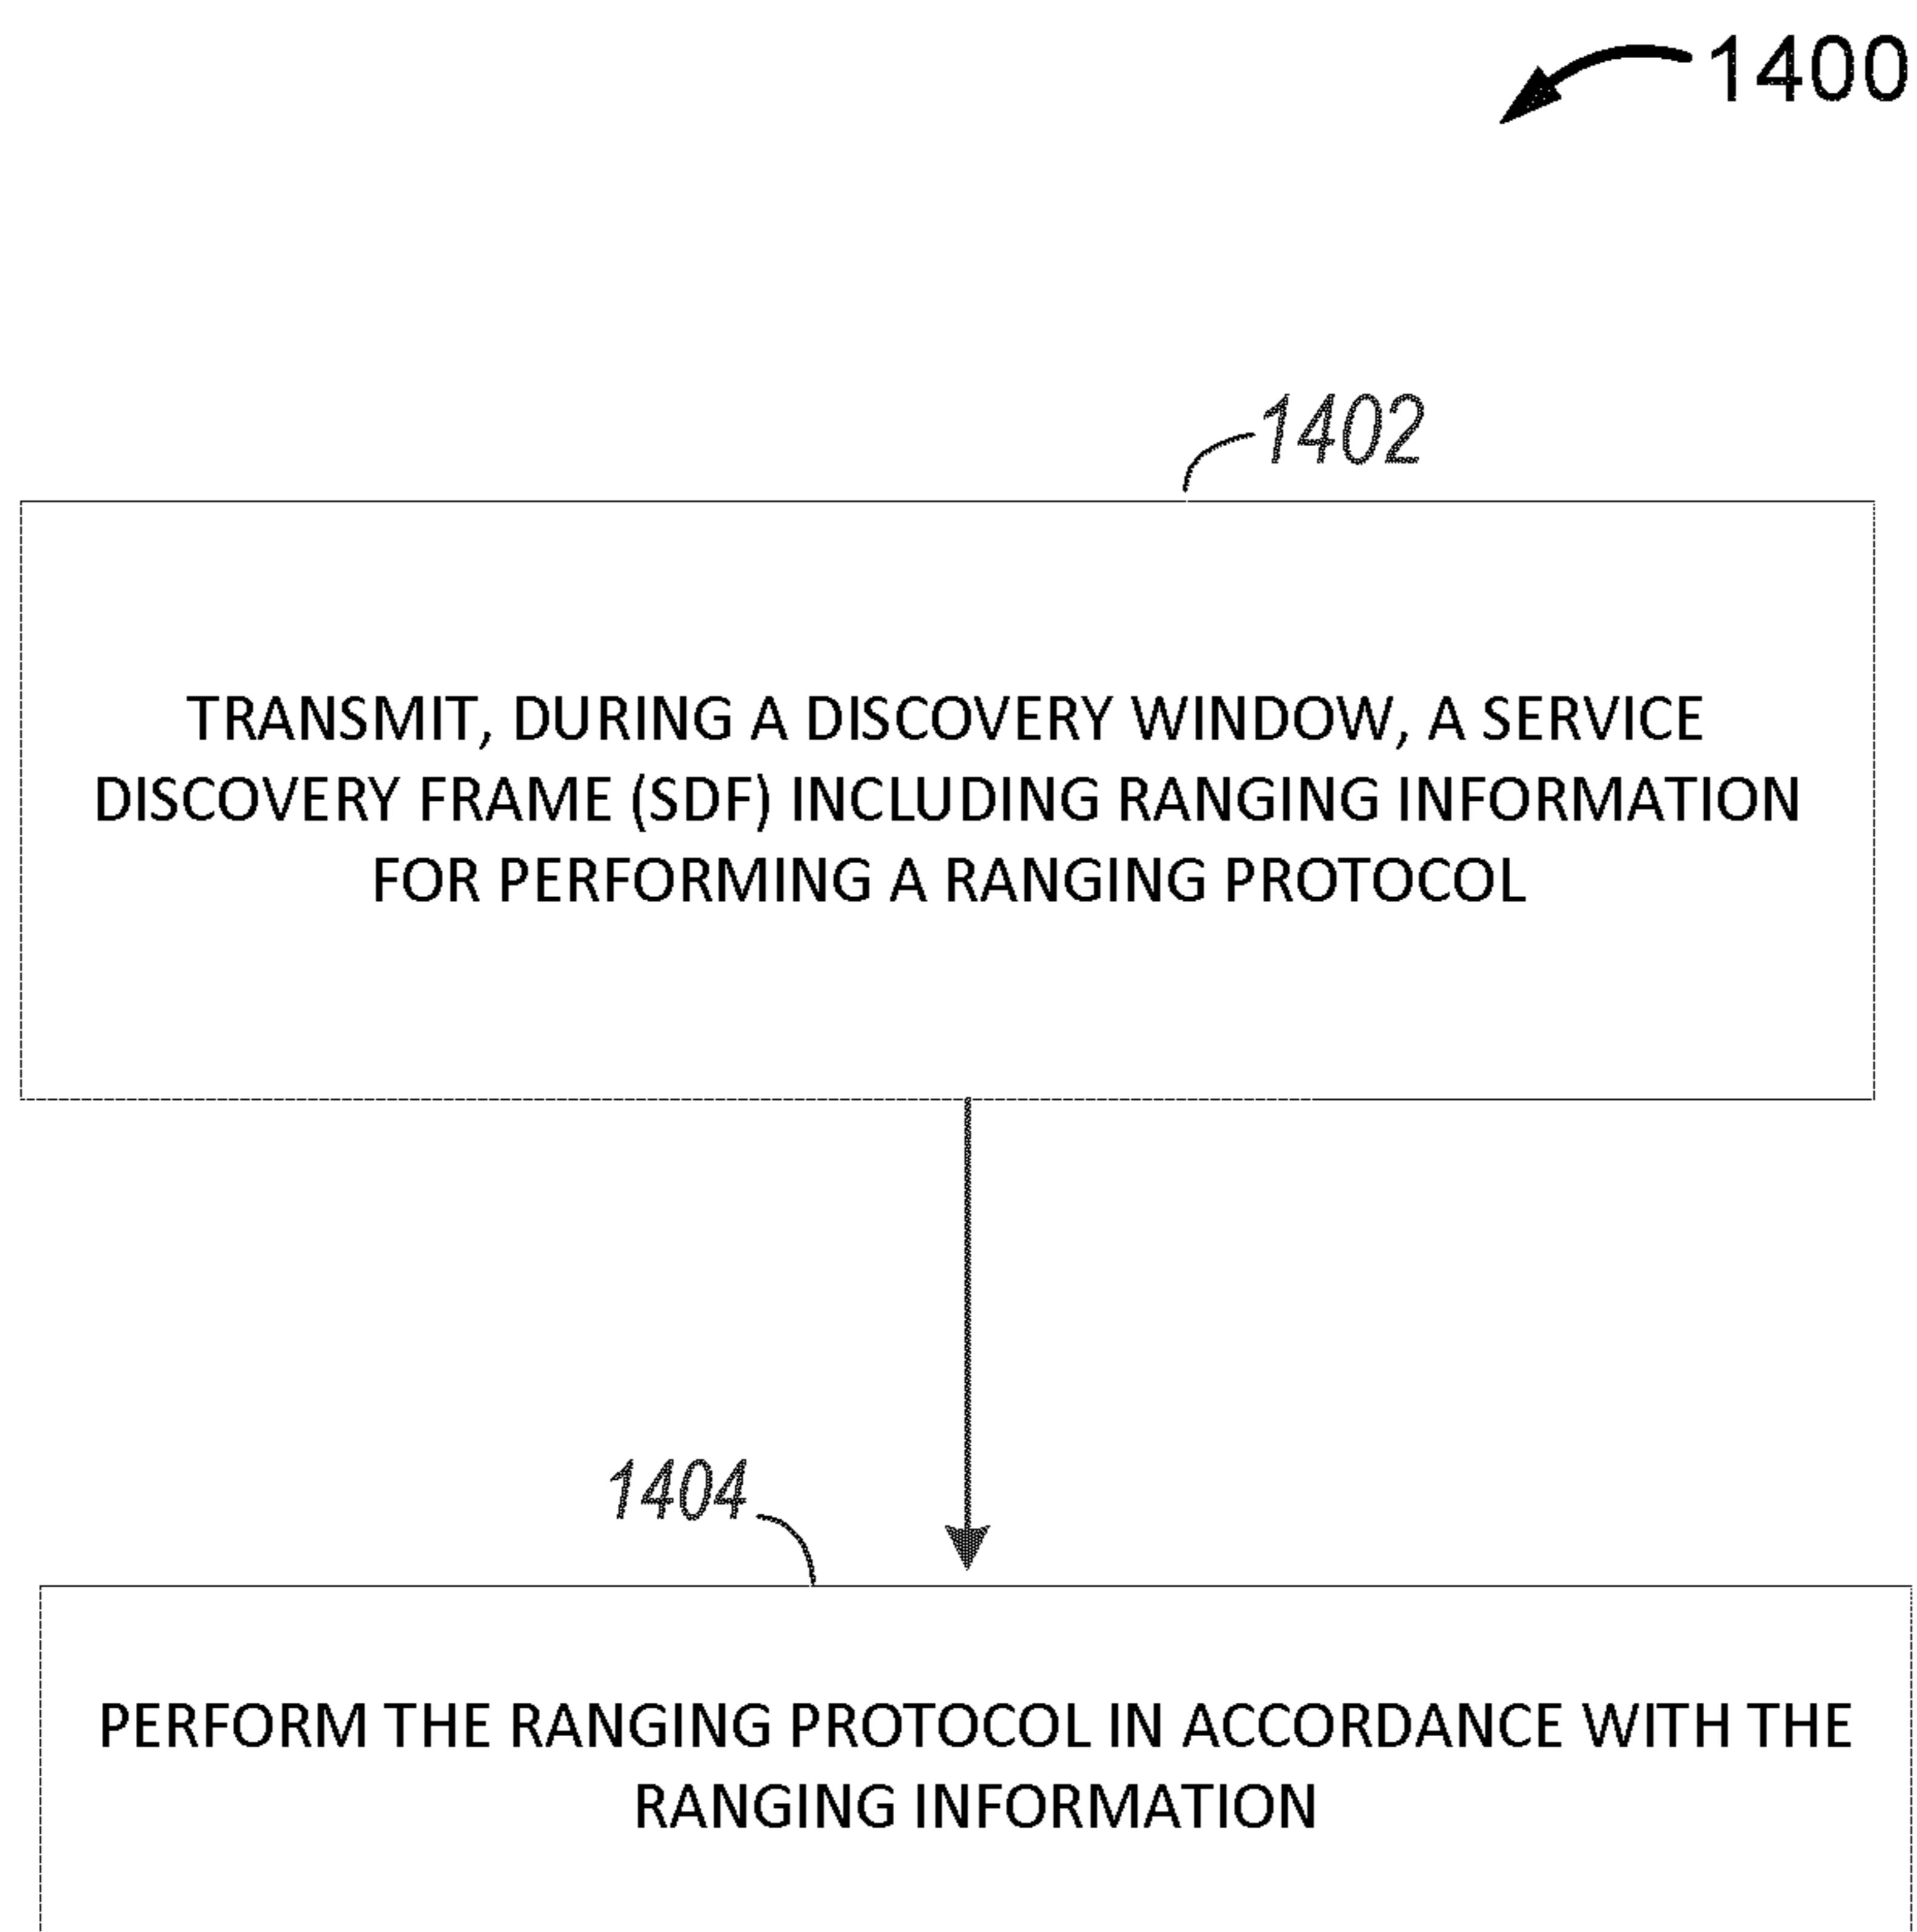 1400
1402
TRANSMIT, DURING A DISCOVERY WINDOW, A SERVICE
DISCOVERY FRAME (SDF) INCLUDING RANGING INFORMATION
FOR PERFORMING A RANGING PROTOCOL
1404
PERFORM THE RANGING PROTOCOL IN ACCORDANCE WITH THE
RANGING INFORMATION